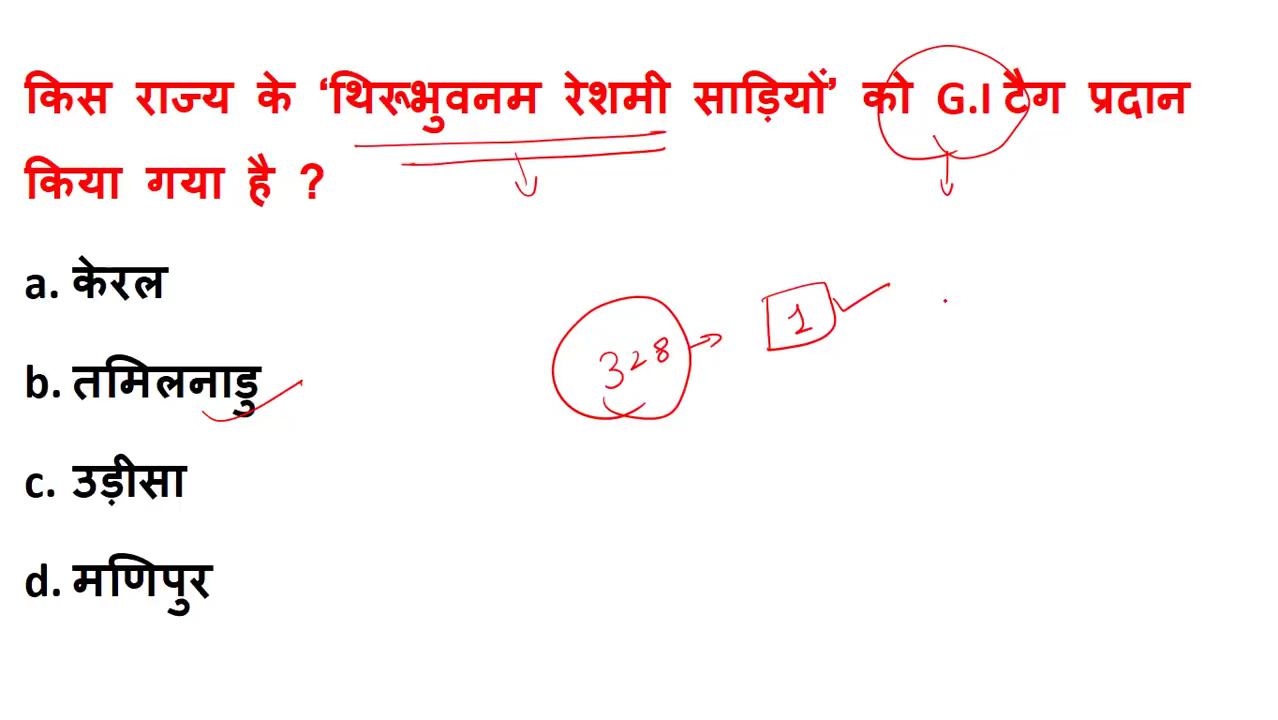 किस राज्य के ‘थिरूभुवनम रेशमी साड़ियों’ को G.I टैग प्रदान
किया गया है ?
a. केरल
328 1
b. तमिलनाडु
c. उड़ीसा
d. मणिपुर